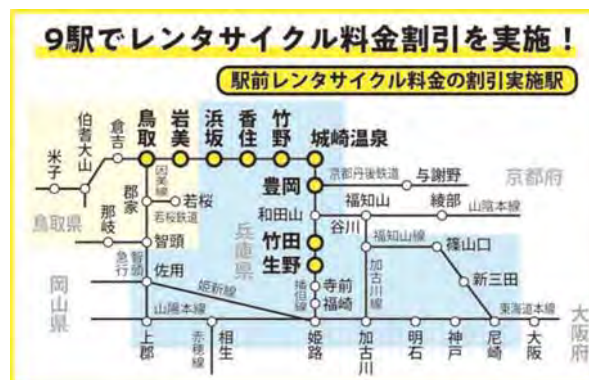 9駅でレンタサイクル料金割引を実施！
駅前レンタサイクル料金の割引実施駅
米子
伯耆大山
倉吉
鳥取
岩美
浜坂
香住
竹野
城崎温泉
因美線
郡家
若桜
若桜鉄道
豊岡
京都丹後鉄道
与謝野
京都府
鳥取県
那岐
智頭
兵庫県
和田山
福知山
谷川
綾部
山陰本線
竹田
生野
福知山線
篠山口
岡山県
智頭急行
佐用
姫新線
播但線
寺前
福崎
加古川線
新三田
山陽本線
東海道本線
大阪府
上郡
赤穂線
相生
姫路
加古川
明石
神戸
尼崎
大阪